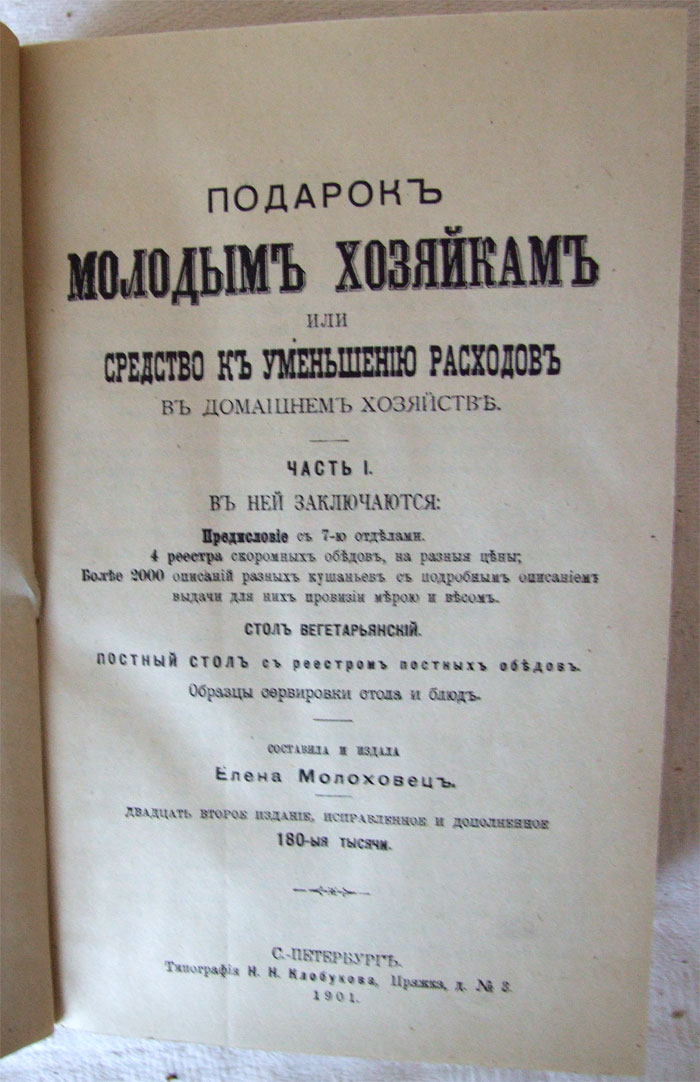 ПОДАРОКЪ
МОЛОДЫМЪ ХОЗЯЙКАМЪ
ИЛИ
СРЕДСТВО КЪ УМЕНЬШЕНІЮ РАСХОДОВЪ
ВЪ ДОМАШНЕМЪ ХОЗЯЙСТВѢ.
ЧАСТЬ I.
ВЪ НЕЙ ЗАКЛЮЧАЮТСЯ:
Предисловіе съ 7-ю отдѣлами.
4 реестра скоромныхъ обѣдовъ, на разныя цѣны;
Болѣе 2000 описаній разныхъ кушаньевъ съ подробнымъ описаніемъ
выдачи для нихъ провизіи мѣрою и вѣсомъ.
СТОЛЪ ВЕГЕТАРЬЯНСКІЙ.
ПОСТНЫЙ СТОЛЪ съ реестромъ постныхъ обѣдовъ.
Образцы сервировки стола и блюдъ.
СОСТАВИЛА И ИЗДАЛА
Елена Молоховецъ.
ДВАДЦАТЬ ВТОРОЕ ИЗДАНІЕ, ИСПРАВЛЕННОЕ И ДОПОЛНЕННОЕ
180-ЫЯ ТЫСЯЧИ.
С.-ПЕТЕРБУРГЪ.
Типографія Н. Н. Клобукова, Пряжка, д. № 3.
1901.